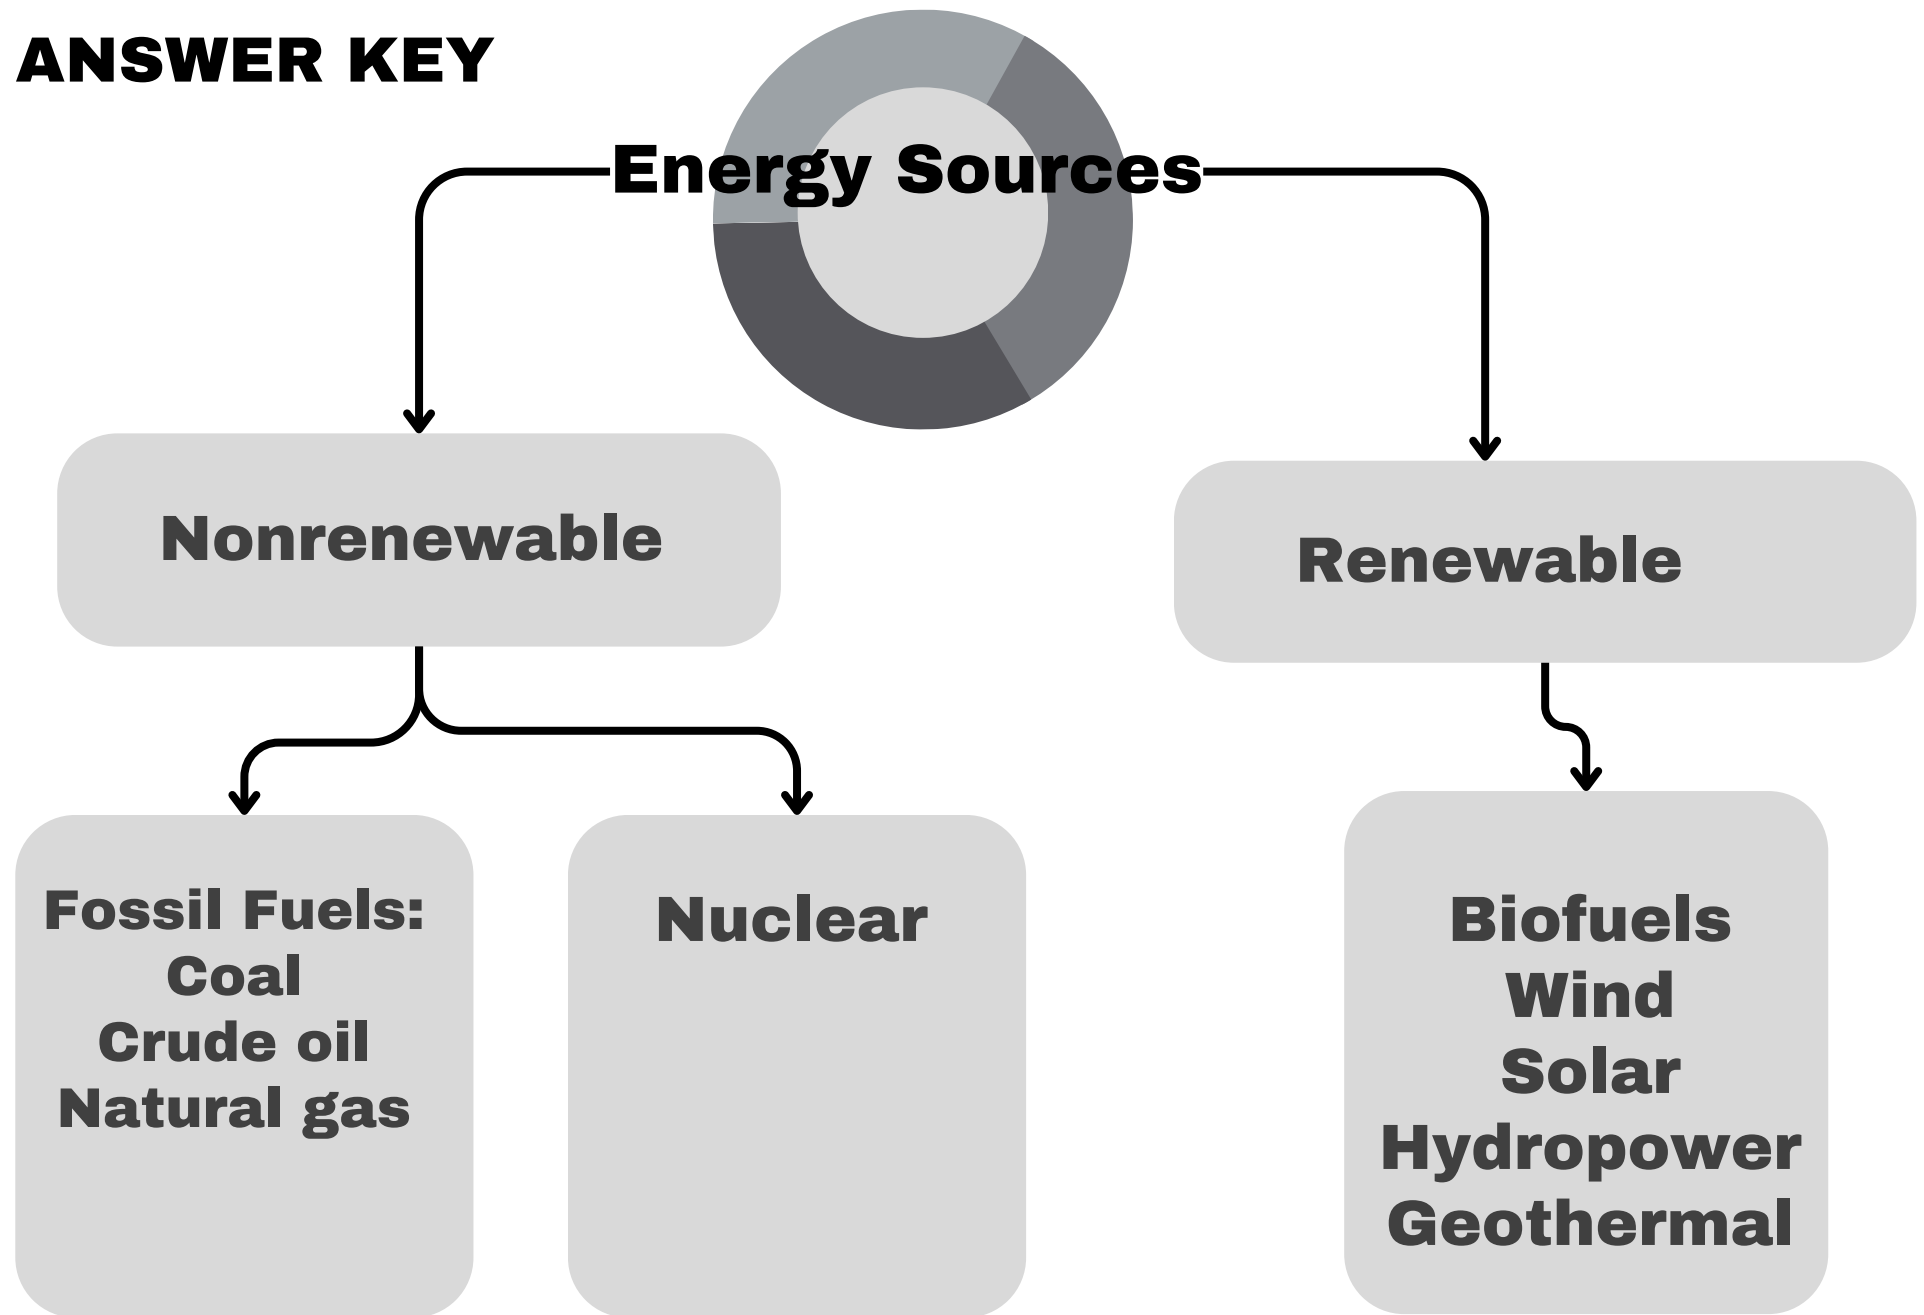 ANSWER KEY
Energy Sources
Nonrenewable
Renewable
Fossil Fuels:
Coal
Crude oil
Natural gas
Nuclear
Biofuels
Wind
Solar
Hydropower
Geothermal